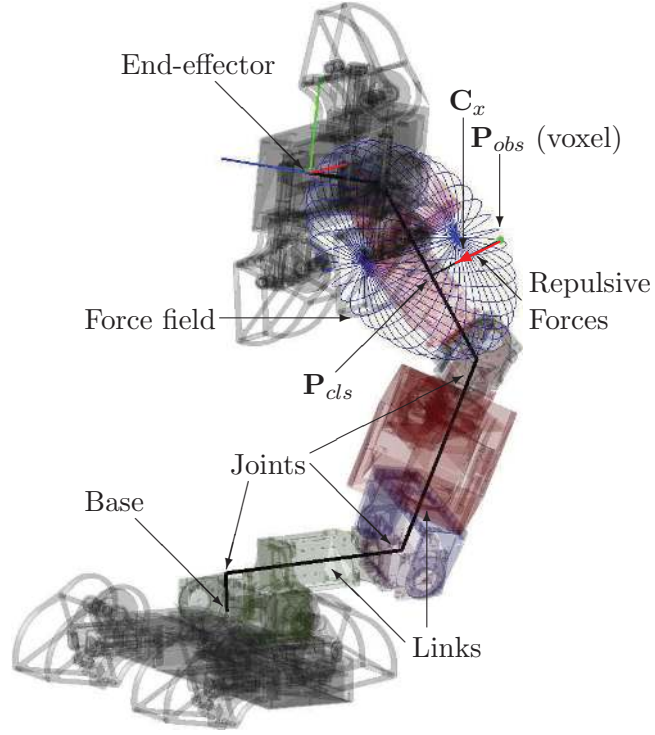 End-effector
C_x
P_obs (voxel)
Repulsive
Forces
Force field
P_cls
Joints
Base
Links